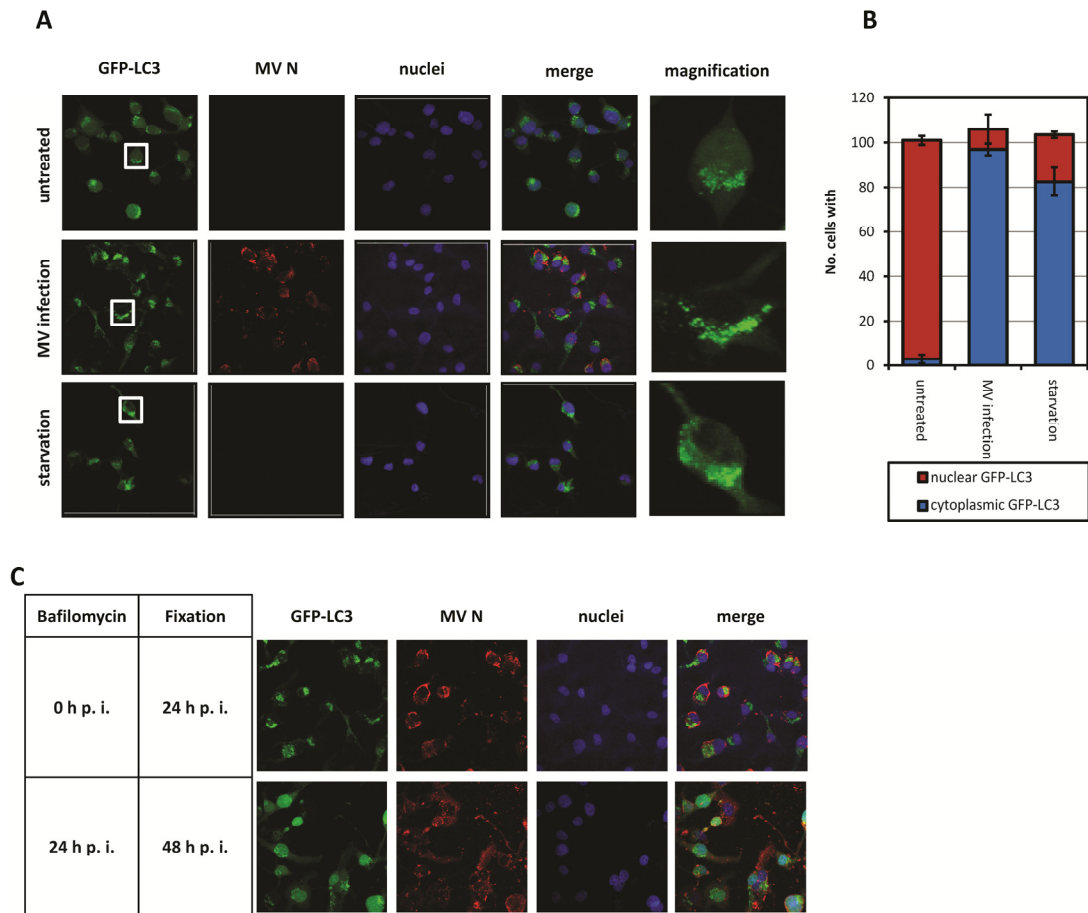 A
GFP-LC3 MV N nuclei merge magnification
untreated
MV infection
starvation
B
No. cells with
120
100
80
60
40
20
0
untreated
MV infection
starvation
nuclear GFP-LC3
cytoplasmic GFP-LC3
C
Bafilomycin Fixation GFP-LC3 MV N nuclei merge
0 h p. i. 24 h p. i.
24 h p. i. 48 h p. i.